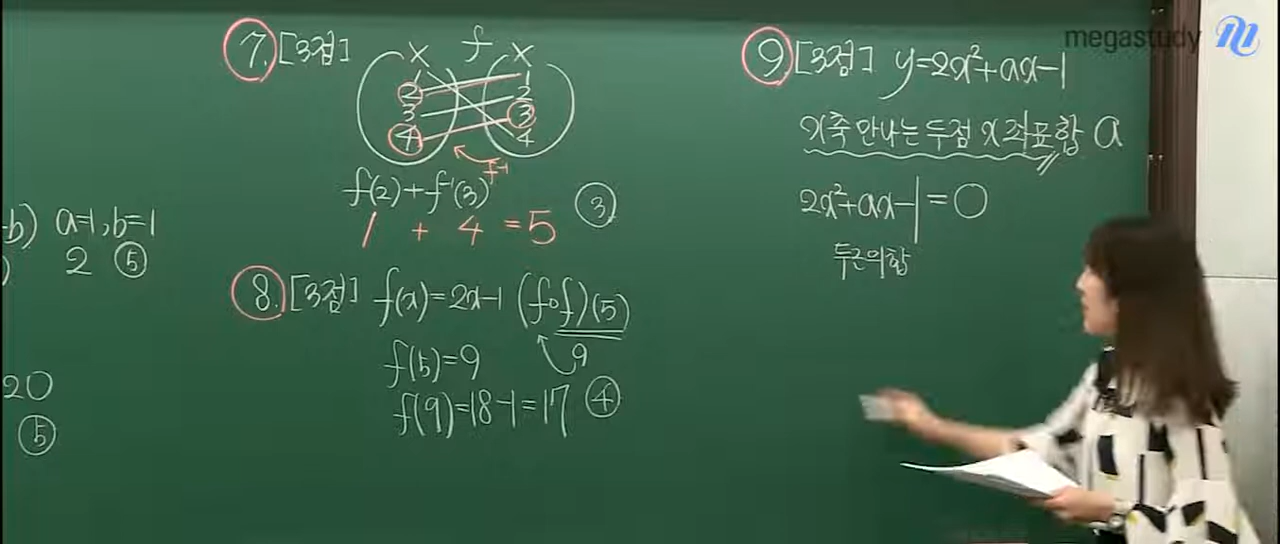 7. [3점]
f
X X
1 1
2 2
3 3
4 4
f⁻¹
f(2)+f⁻¹(3) ③
1 + 4 = 5
-b) a=1, b=1
2 ⑤
8. [3점] f(x)=2x-1 (f∘f)(5)
9
f(5)=9
f(9)=18-1=17 ④
20
⑤
megastudy
9. [3점] y=2x²+ax-1
x축 만나는 두점 x좌표합 a
2x²+ax-1=0
두근의합